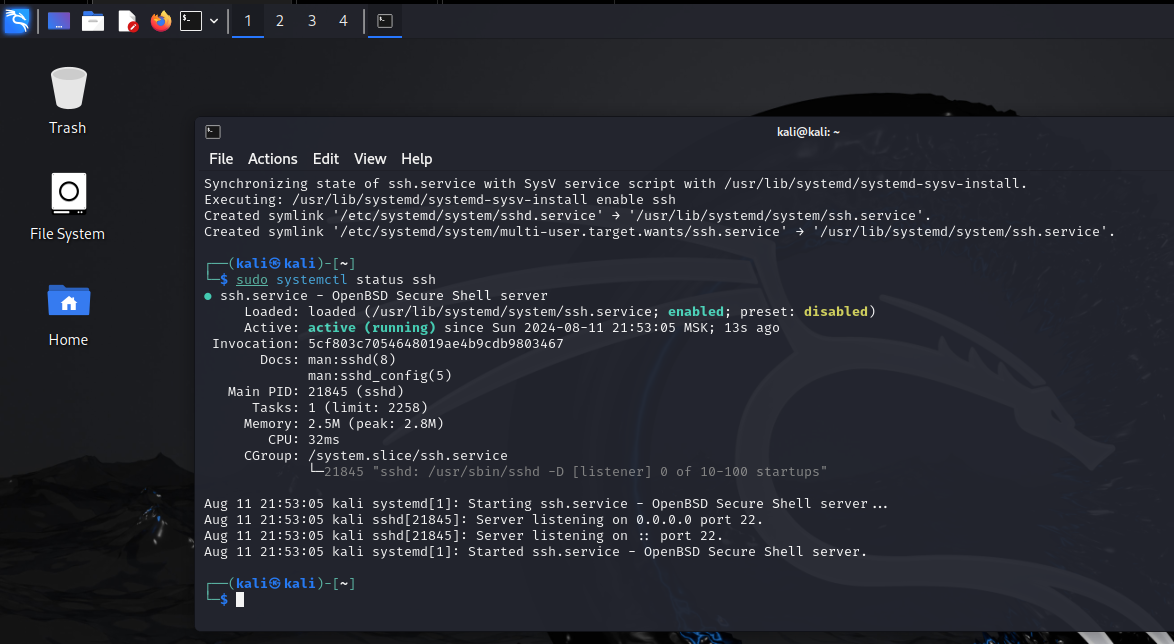 1 2 3 4
Trash
File System
Home
kali@kali: ~
File Actions Edit View Help
Synchronizing state of ssh.service with SysV service script with /usr/lib/systemd/systemd-sysv-install.
Executing: /usr/lib/systemd/systemd-sysv-install enable ssh
Created symlink '/etc/systemd/system/sshd.service' → '/usr/lib/systemd/system/ssh.service'.
Created symlink '/etc/systemd/system/multi-user.target.wants/ssh.service' → '/usr/lib/systemd/system/ssh.service'.
┌──(kali㉿kali)-[~]
└─$ sudo systemctl status ssh
● ssh.service - OpenBSD Secure Shell server
Loaded: loaded (/usr/lib/systemd/system/ssh.service; enabled; preset: disabled)
Active: active (running) since Sun 2024-08-11 21:53:05 MSK; 13s ago
Invocation: 5cf803c7054648019ae4b9cdb9803467
Docs: man:sshd(8)
man:sshd_config(5)
Main PID: 21845 (sshd)
Tasks: 1 (limit: 2258)
Memory: 2.5M (peak: 2.8M)
CPU: 32ms
CGroup: /system.slice/ssh.service
└─21845 "sshd: /usr/sbin/sshd -D [listener] 0 of 10-100 startups"
Aug 11 21:53:05 kali systemd[1]: Starting ssh.service - OpenBSD Secure Shell server...
Aug 11 21:53:05 kali sshd[21845]: Server listening on 0.0.0.0 port 22.
Aug 11 21:53:05 kali sshd[21845]: Server listening on :: port 22.
Aug 11 21:53:05 kali systemd[1]: Started ssh.service - OpenBSD Secure Shell server.
┌──(kali㉿kali)-[~]
└─$